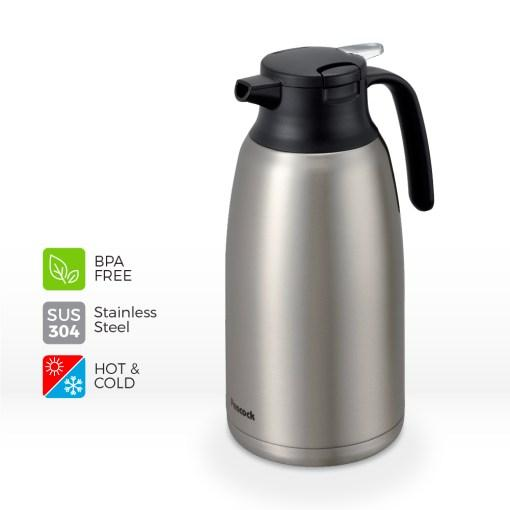 BPA
FREE
SUS
304
Stainless
Steel
HOT &
COLD
Peacock